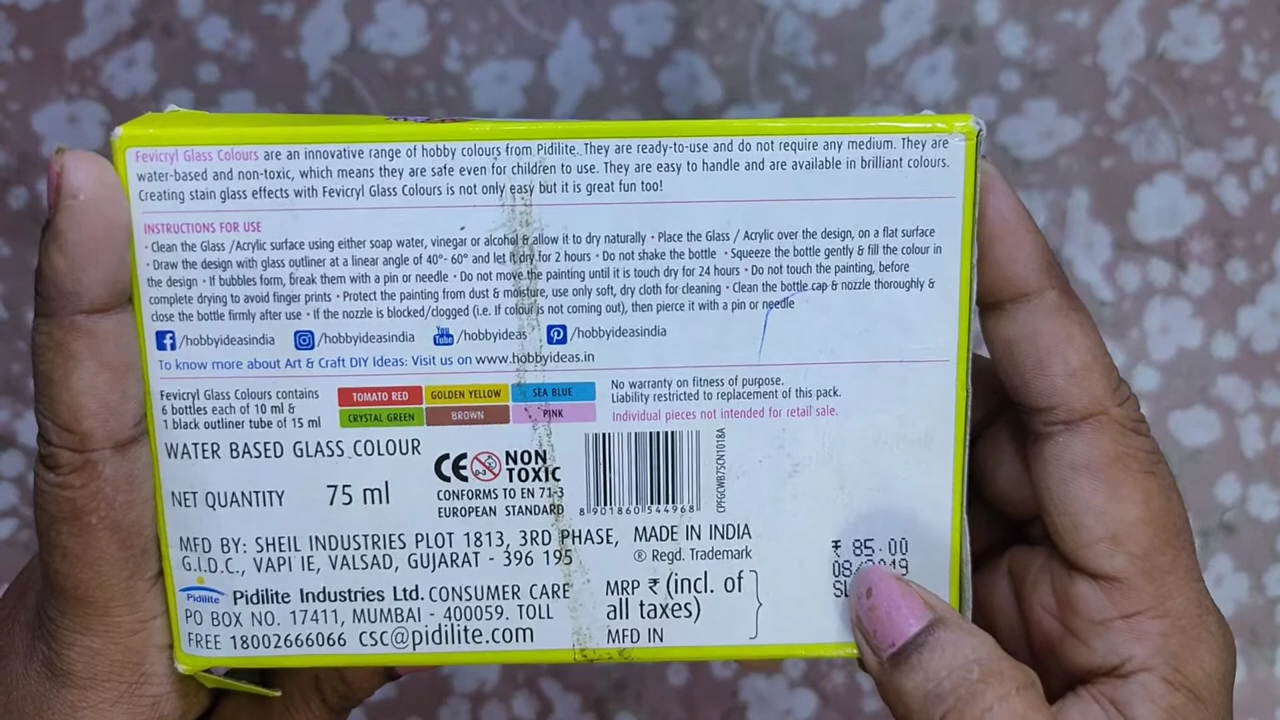 Fevicryl Glass Colours are an innovative range of hobby colours from Pidilite. They are ready-to-use and do not require any medium. They are
water-based and non-toxic, which means they are safe even for children to use. They are easy to handle and are available in brilliant colours.
Creating stain glass effects with Fevicryl Glass Colours is not only easy but it is great fun too!
INSTRUCTIONS FOR USE
• Clean the Glass /Acrylic surface using either soap water, vinegar or alcohol & allow it to dry naturally • Place the Glass / Acrylic over the design, on a flat surface
• Draw the design with glass outliner at a linear angle of 40°- 60° and let it dry for 2 hours • Do not shake the bottle • Squeeze the bottle gently & fill the colour in
the design • If bubbles form, break them with a pin or needle • Do not move the painting until it is touch dry for 24 hours • Do not touch the painting, before
complete drying to avoid finger prints • Protect the painting from dust & moisture, use only soft, dry cloth for cleaning • Clean the bottle cap & nozzle thoroughly &
close the bottle firmly after use • If the nozzle is blocked/clogged (i.e. If colour is not coming out), then pierce it with a pin or needle
f /hobbyideasindia /hobbyideasindia You Tube /hobbyideas /hobbyideasindia
To know more about Art & Craft DIY Ideas: Visit us on www.hobbyideas.in
Fevicryl Glass Colours contains
6 bottles each of 10 ml &
1 black outliner tube of 15 ml
TOMATO RED GOLDEN YELLOW SEA BLUE
CRYSTAL GREEN BROWN PINK
No warranty on fitness of purpose.
Liability restricted to replacement of this pack.
Individual pieces not intended for retail sale.
WATER BASED GLASS COLOUR
NET QUANTITY 75 ml
CE NON
TOXIC
CONFORMS TO EN 71-3
EUROPEAN STANDARD
8 901860 544968
CPFGCWB75CN1018A
MFD BY: SHEIL INDUSTRIES PLOT 1813, 3RD PHASE,
G.I.D.C., VAPI IE, VALSAD, GUJARAT - 396 195
MADE IN INDIA
® Regd. Trademark
Pidilite Pidilite Industries Ltd. CONSUMER CARE
PO BOX NO. 17411, MUMBAI - 400059. TOLL
FREE 18002666066 csc@pidilite.com
MRP ₹ (incl. of
all taxes)
MFD IN
₹ 85.00